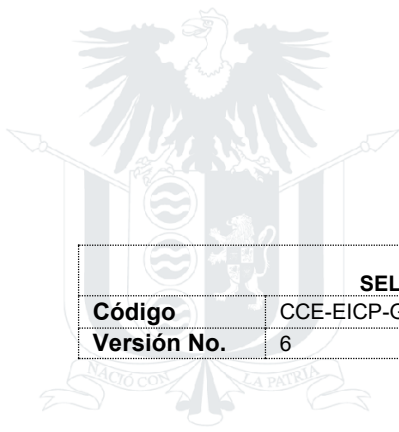 SEL
Código CCE-EICP-G
Versión No. 6
NACIÓ CON LA PATRIA